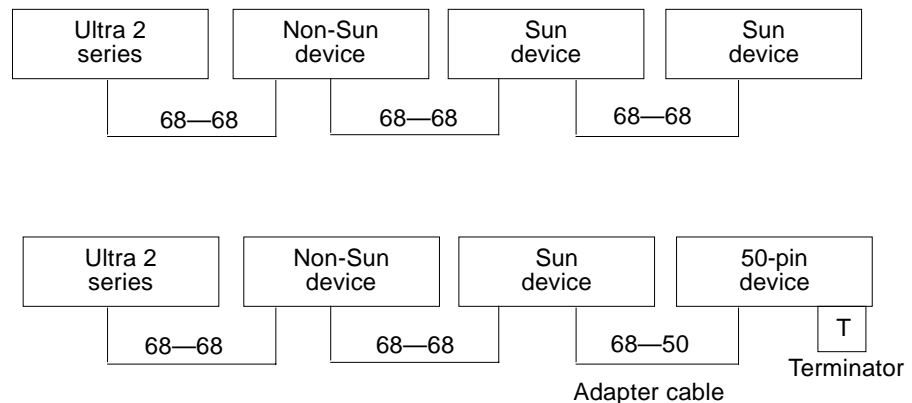 Ultra 2
series
Non-Sun
device
Sun
device
Sun
device
68—68
68—68
68—68
Ultra 2
series
Non-Sun
device
Sun
device
50-pin
device
T
68—68
68—68
68—50
Terminator
Adapter cable